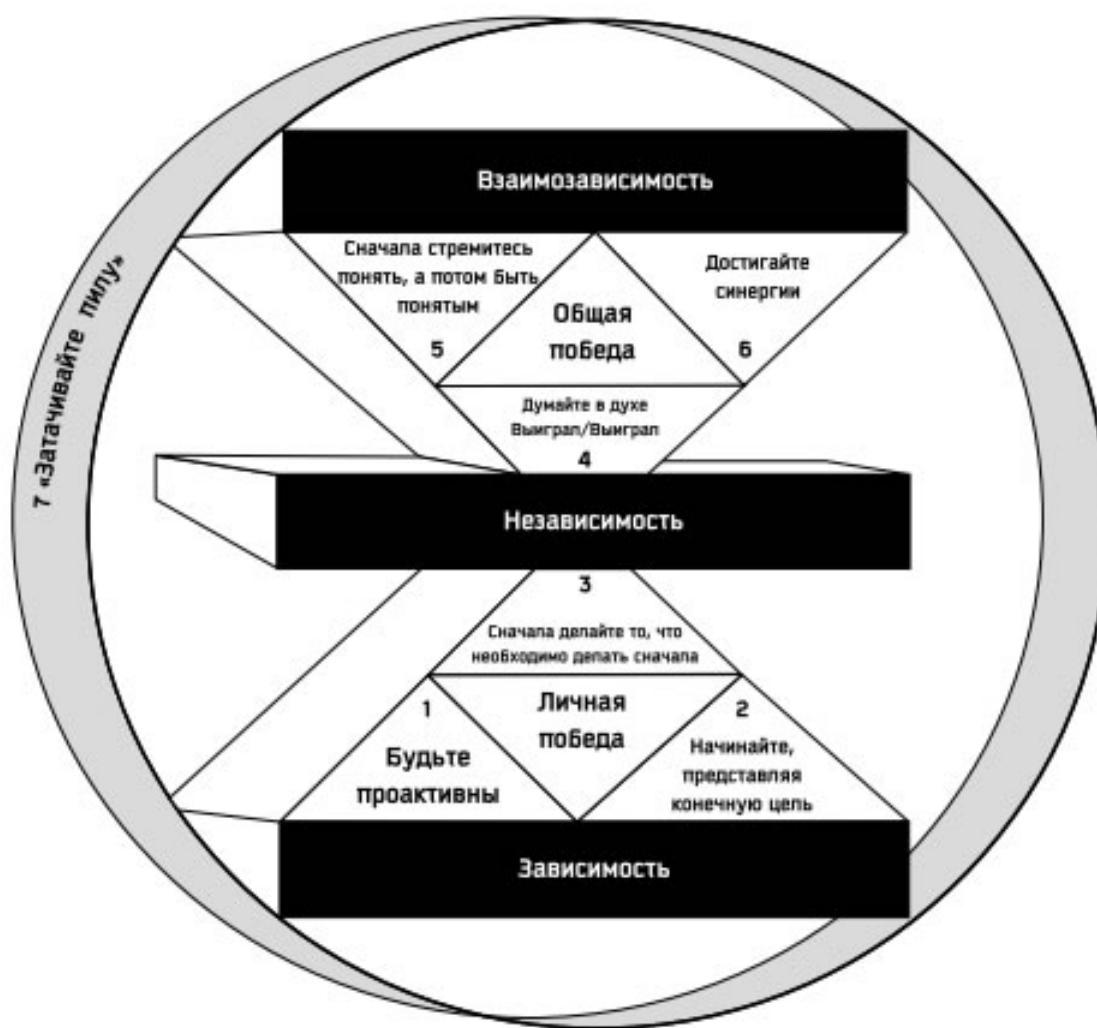 Взаимозависимость
Сначала стремитесь
понять, а потом быть
понятым
5
Общая
победа
Достигайте
синергии
6
Думайте в духе
Выиграл/Выиграл
4
7 «Затачивайте пилу»
Независимость
3
Сначала делайте то, что
необходимо делать сначала
1
Будьте
проактивны
Личная
победа
2
Начинайте,
представляя
конечную цель
Зависимость